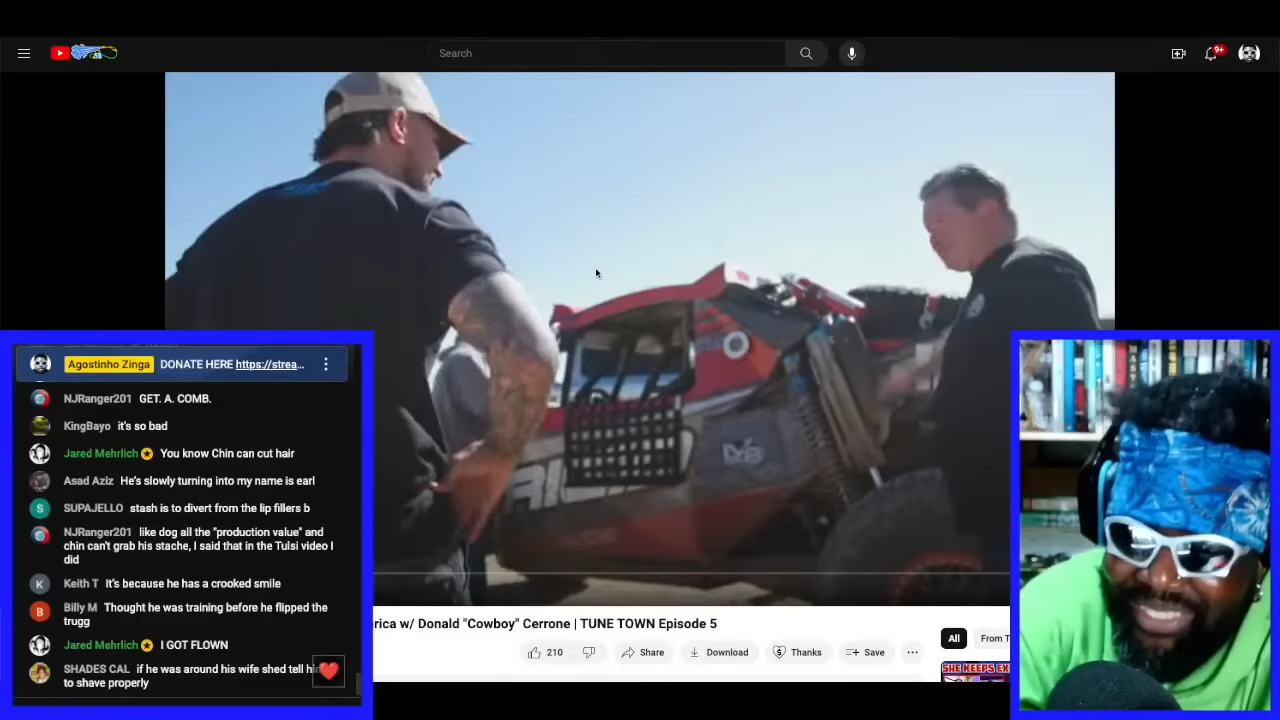 Search
9+
Agostinho Zinga DONATE HERE https://strea...
NJRanger201 GET. A. COMB.
KingBayo it's so bad
Jared Mehrlich You know Chin can cut hair
Asad Aziz He's slowly turning into my name is earl
S SUPAJELLO stash is to divert from the lip fillers b
NJRanger201 like dog all the "production value" and
chin can't grab his stache, I said that in the Tulsi video I
did
K Keith T It's because he has a crooked smile
B Billy M Thought he was training before he flipped the
trugg
Jared Mehrlich I GOT FLOWN
SHADES CAL if he was around his wife shed tell
to shave properly
DVB
rica w/ Donald "Cowboy" Cerrone | TUNE TOWN Episode 5
210
Share
Download
Thanks
Save
All
From T
SHE KEEPS EX